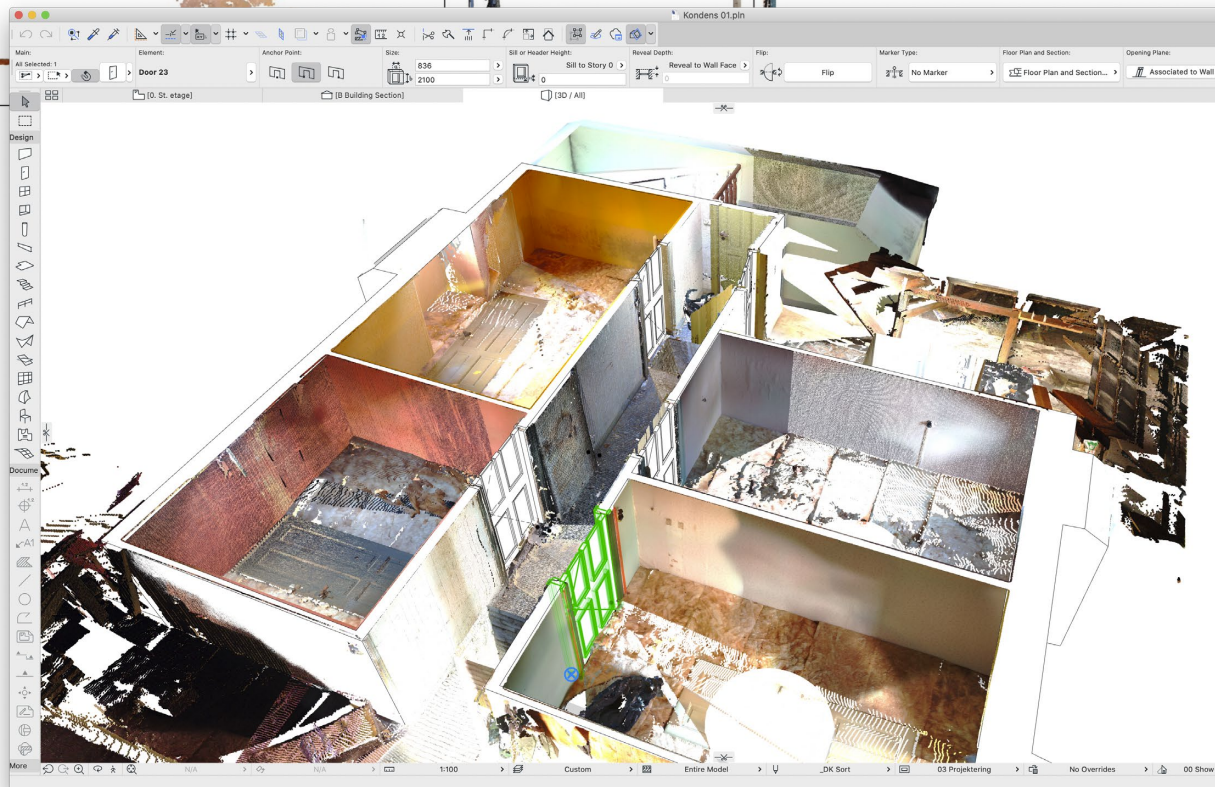 Kondens 01.pln
Main:
All Selected: 1
Element:
Door 23
Anchor Point:
Size:
836
2100
Sill or Header Height:
Sill to Story 0
0
Reveal Depth:
Reveal to Wall Face
0
Flip:
Flip
Marker Type:
No Marker
Floor Plan and Section:
Floor Plan and Section...
Opening Plane:
Associated to Wall
[0. St. etage]
[B Building Section]
[3D / All]
Design
Docume
A
A1
More
N/A
N/A
1:100
Custom
Entire Model
_DK Sort
03 Projektering
No Overrides
00 Show